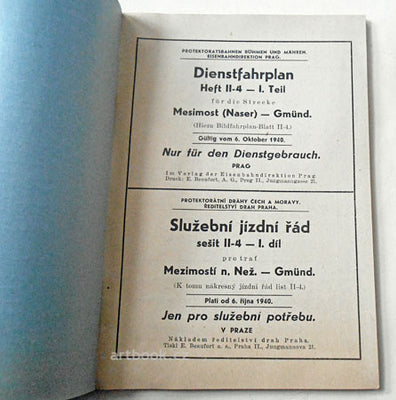 PROTEKTORATSBAHNEN BÖHMEN UND MÄHREN.
EISENBAHNDIREKTION PRAG.
Dienstfahrplan
Heft II-4 — I. Teil
für die Strecke
Mesimost (Naser) — Gmünd.
(Hiezu Bildfahrplan-Blatt II-4.)
Gültig vom 6. Oktober 1940.
Nur für den Dienstgebrauch.
PRAG
Im Verlag der Eisenbahndirektion Prag
Druck: E. Beaufort, A. G., Prag II., Jungmanngasse 21.
PROTEKTORÁTNÍ DRÁHY ČECH A MORAVY.
ŘEDITELSTVÍ DRAH PRAHA.
Služební jízdní řád
sešit II-4 — I. díl
pro trať
Mezimostí n. Než. — Gmünd.
(K tomu nákresný jízdní řád list II-4.)
Platí od 6. října 1940.
Jen pro služební potřebu.
V PRAZE
Nákladem ředitelství drah Praha.
Tiskl E. Beaufort a. s., Praha II., Jungmannova 21.